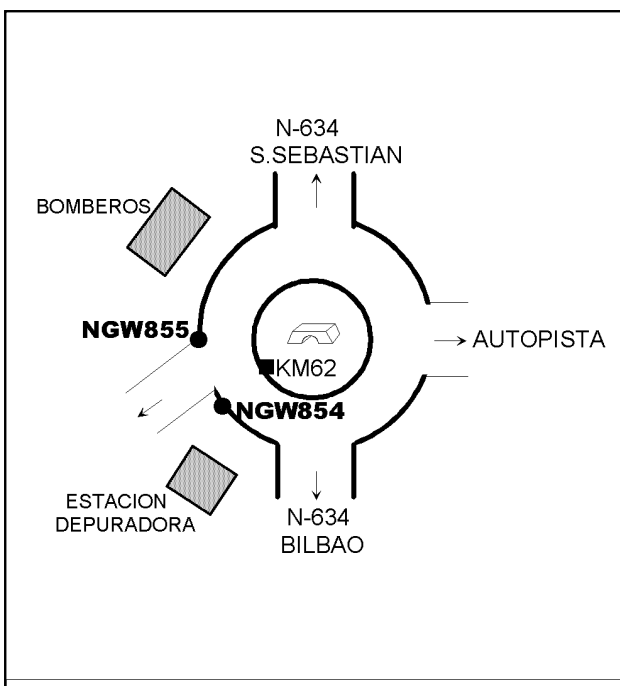 N-634
S.SEBASTIAN
BOMBEROS
NGW855
AUTOPISTA
KM62
NGW854
ESTACION
DEPURADORA
N-634
BILBAO